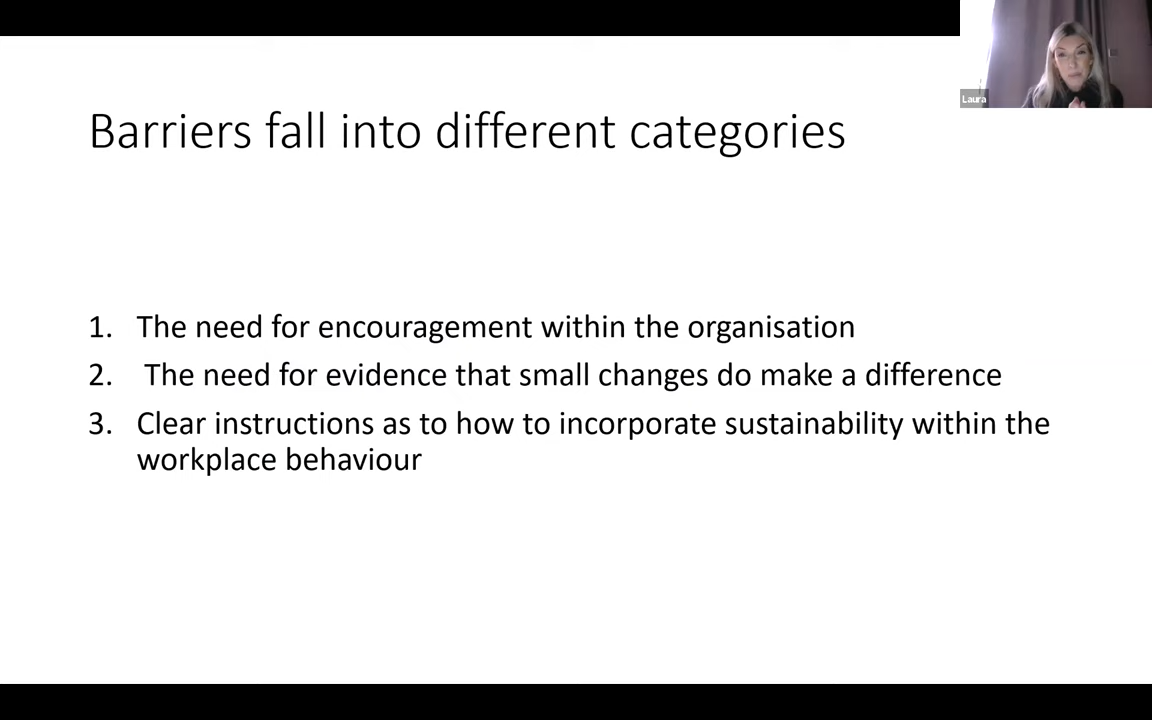 Laura
Barriers fall into different categories
1. The need for encouragement within the organisation
2. The need for evidence that small changes do make a difference
3. Clear instructions as to how to incorporate sustainability within the
workplace behaviour